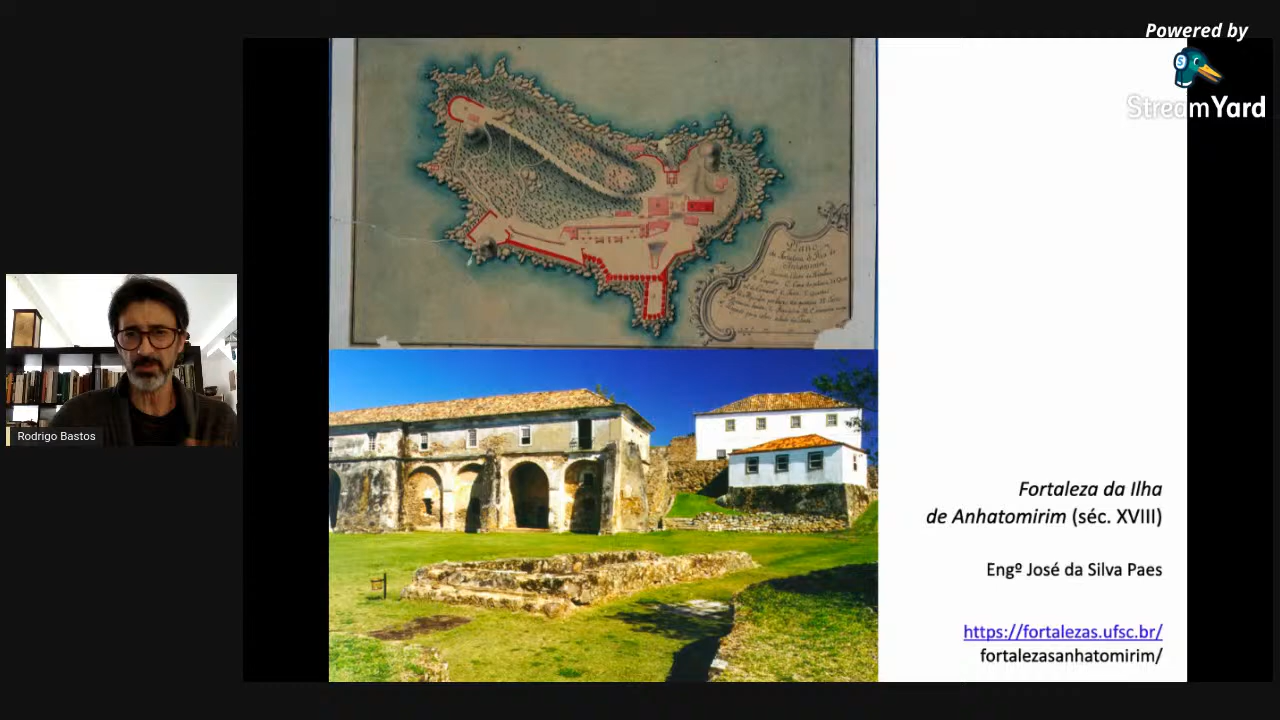 Powered by
StreamYard
Plano
Rodrigo Bastos
Fortaleza da Ilha
de Anhatomirim (séc. XVIII)
Engº José da Silva Paes
https://fortalezas.ufsc.br/
fortalezasanhatomirim/